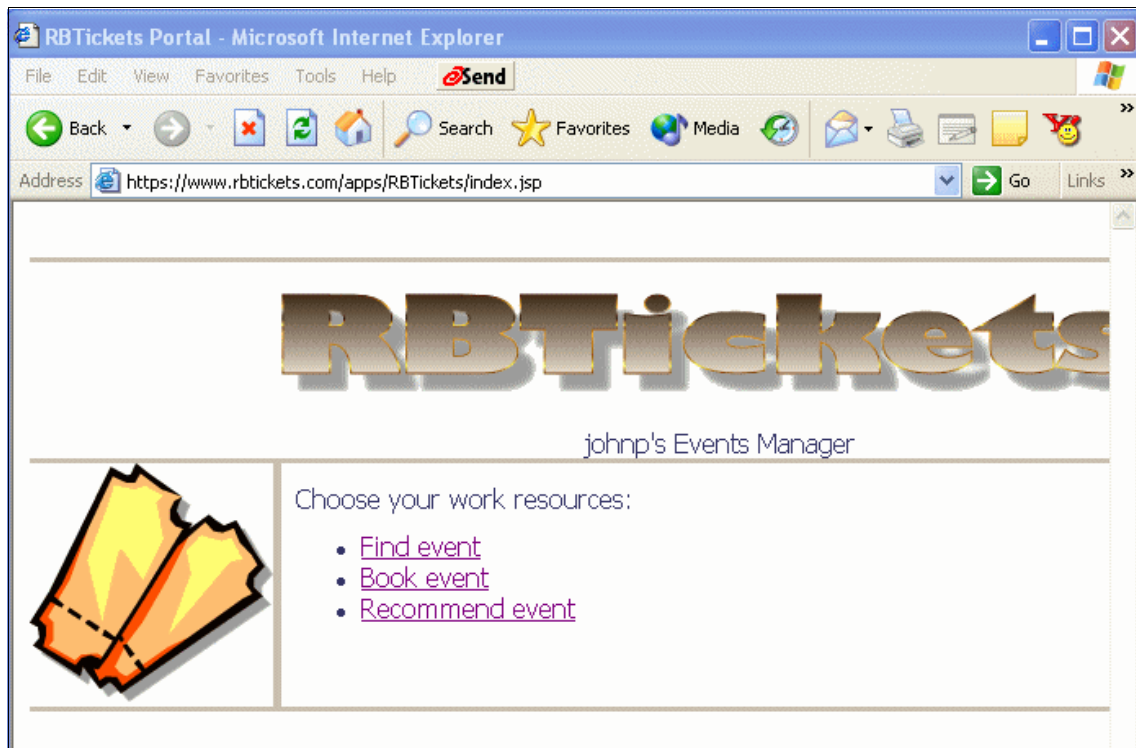 RBTickets Portal - Microsoft Internet Explorer
File Edit View Favorites Tools Help Send
Back Search Favorites Media »
Address https://www.rbtickets.com/apps/RBTickets/index.jsp Go Links »
RBTickets
johnp's Events Manager
Choose your work resources:
• Find event
• Book event
• Recommend event